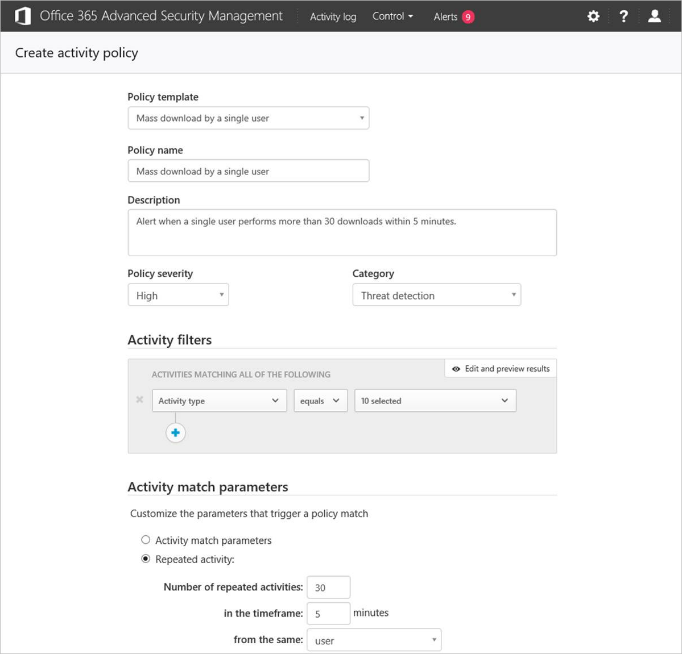 Office 365 Advanced Security Management Activity log Control Alerts 9 ?
Create activity policy
Policy template
Mass download by a single user
Policy name
Mass download by a single user
Description
Alert when a single user performs more than 30 downloads within 5 minutes.
Policy severity Category
High Threat detection
Activity filters
Edit and preview results
ACTIVITIES MATCHING ALL OF THE FOLLOWING
Activity type equals 10 selected
Activity match parameters
Customize the parameters that trigger a policy match
Activity match parameters
Repeated activity:
Number of repeated activities: 30
in the timeframe: 5 minutes
from the same: user